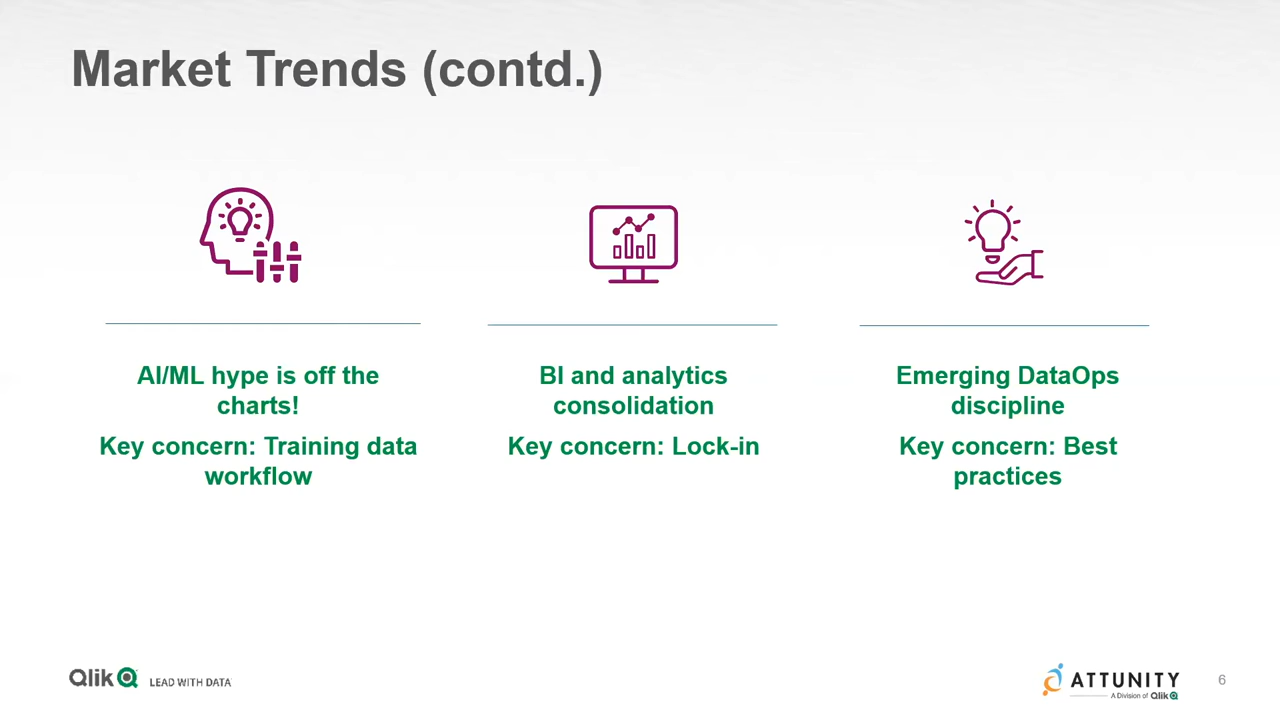 Market Trends (contd.)
AI/ML hype is off the
charts!
Key concern: Training data
workflow
BI and analytics
consolidation
Key concern: Lock-in
Emerging DataOps
discipline
Key concern: Best
practices
Qlik LEAD WITH DATA
ATTUNITY
A Division of Qlik
6